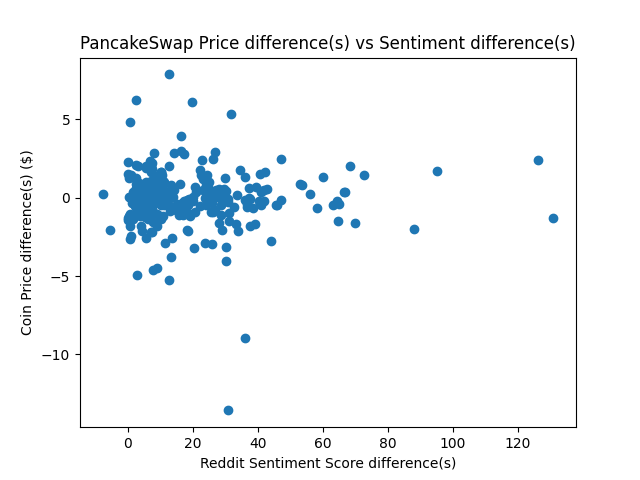 PancakeSwap Price difference(s) vs Sentiment difference(s)
Coin Price difference(s) ($)
5
0
−5
−10
0 20 40 60 80 100 120
Reddit Sentiment Score difference(s)